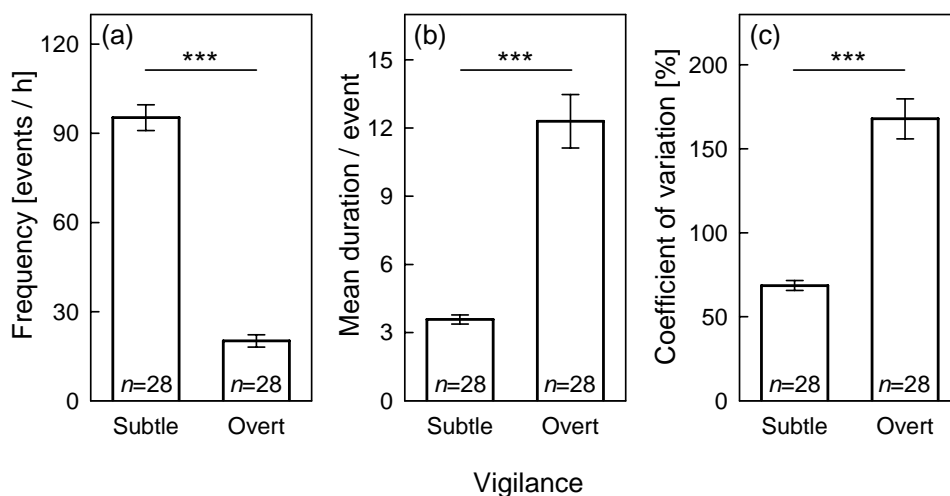 (a)
***
Frequency [events / h]
120
90
60
30
0
n=28
n=28
Subtle
Overt
(b)
***
Mean duration / event
15
12
9
6
3
0
n=28
n=28
Subtle
Overt
(c)
***
Coefficient of variation [%]
200
150
100
50
0
n=28
n=28
Subtle
Overt
Vigilance